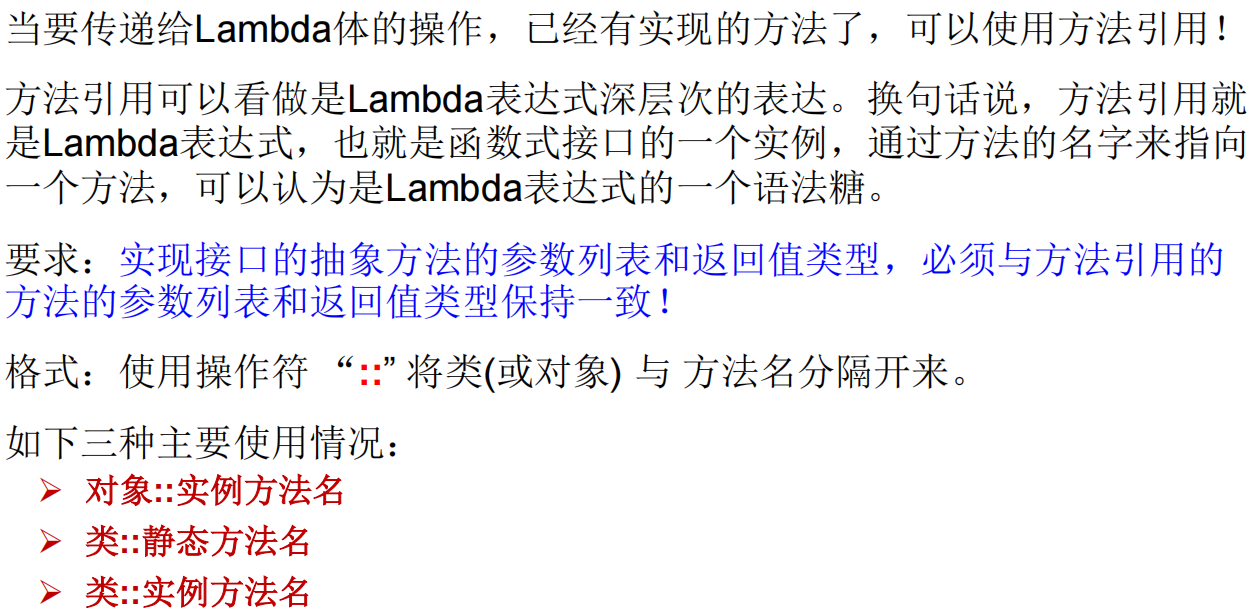 当要传递给Lambda体的操作，已经有实现的方法了，可以使用方法引用！
方法引用可以看做是Lambda表达式深层次的表达。换句话说，方法引用就
是Lambda表达式，也就是函数式接口的一个实例，通过方法的名字来指向
一个方法，可以认为是Lambda表达式的一个语法糖。
要求：实现接口的抽象方法的参数列表和返回值类型，必须与方法引用的
方法的参数列表和返回值类型保持一致！
格式：使用操作符 “::” 将类(或对象) 与 方法名分隔开来。
如下三种主要使用情况：
➢ 对象::实例方法名
➢ 类::静态方法名
➢ 类::实例方法名